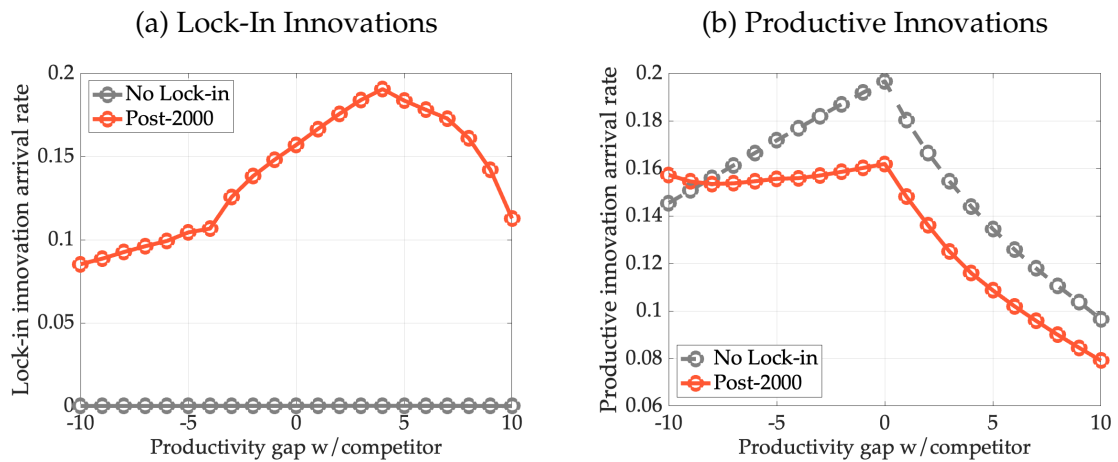 (a) Lock-In Innovations
Lock-in innovation arrival rate
0.2
0.15
0.1
0.05
0
No Lock-in
Post-2000
-10
-5
0
5
10
Productivity gap w/competitor
(b) Productive Innovations
Productive innovation arrival rate
0.2
0.18
0.16
0.14
0.12
0.1
0.08
0.06
No Lock-in
Post-2000
-10
-5
0
5
10
Productivity gap w/competitor